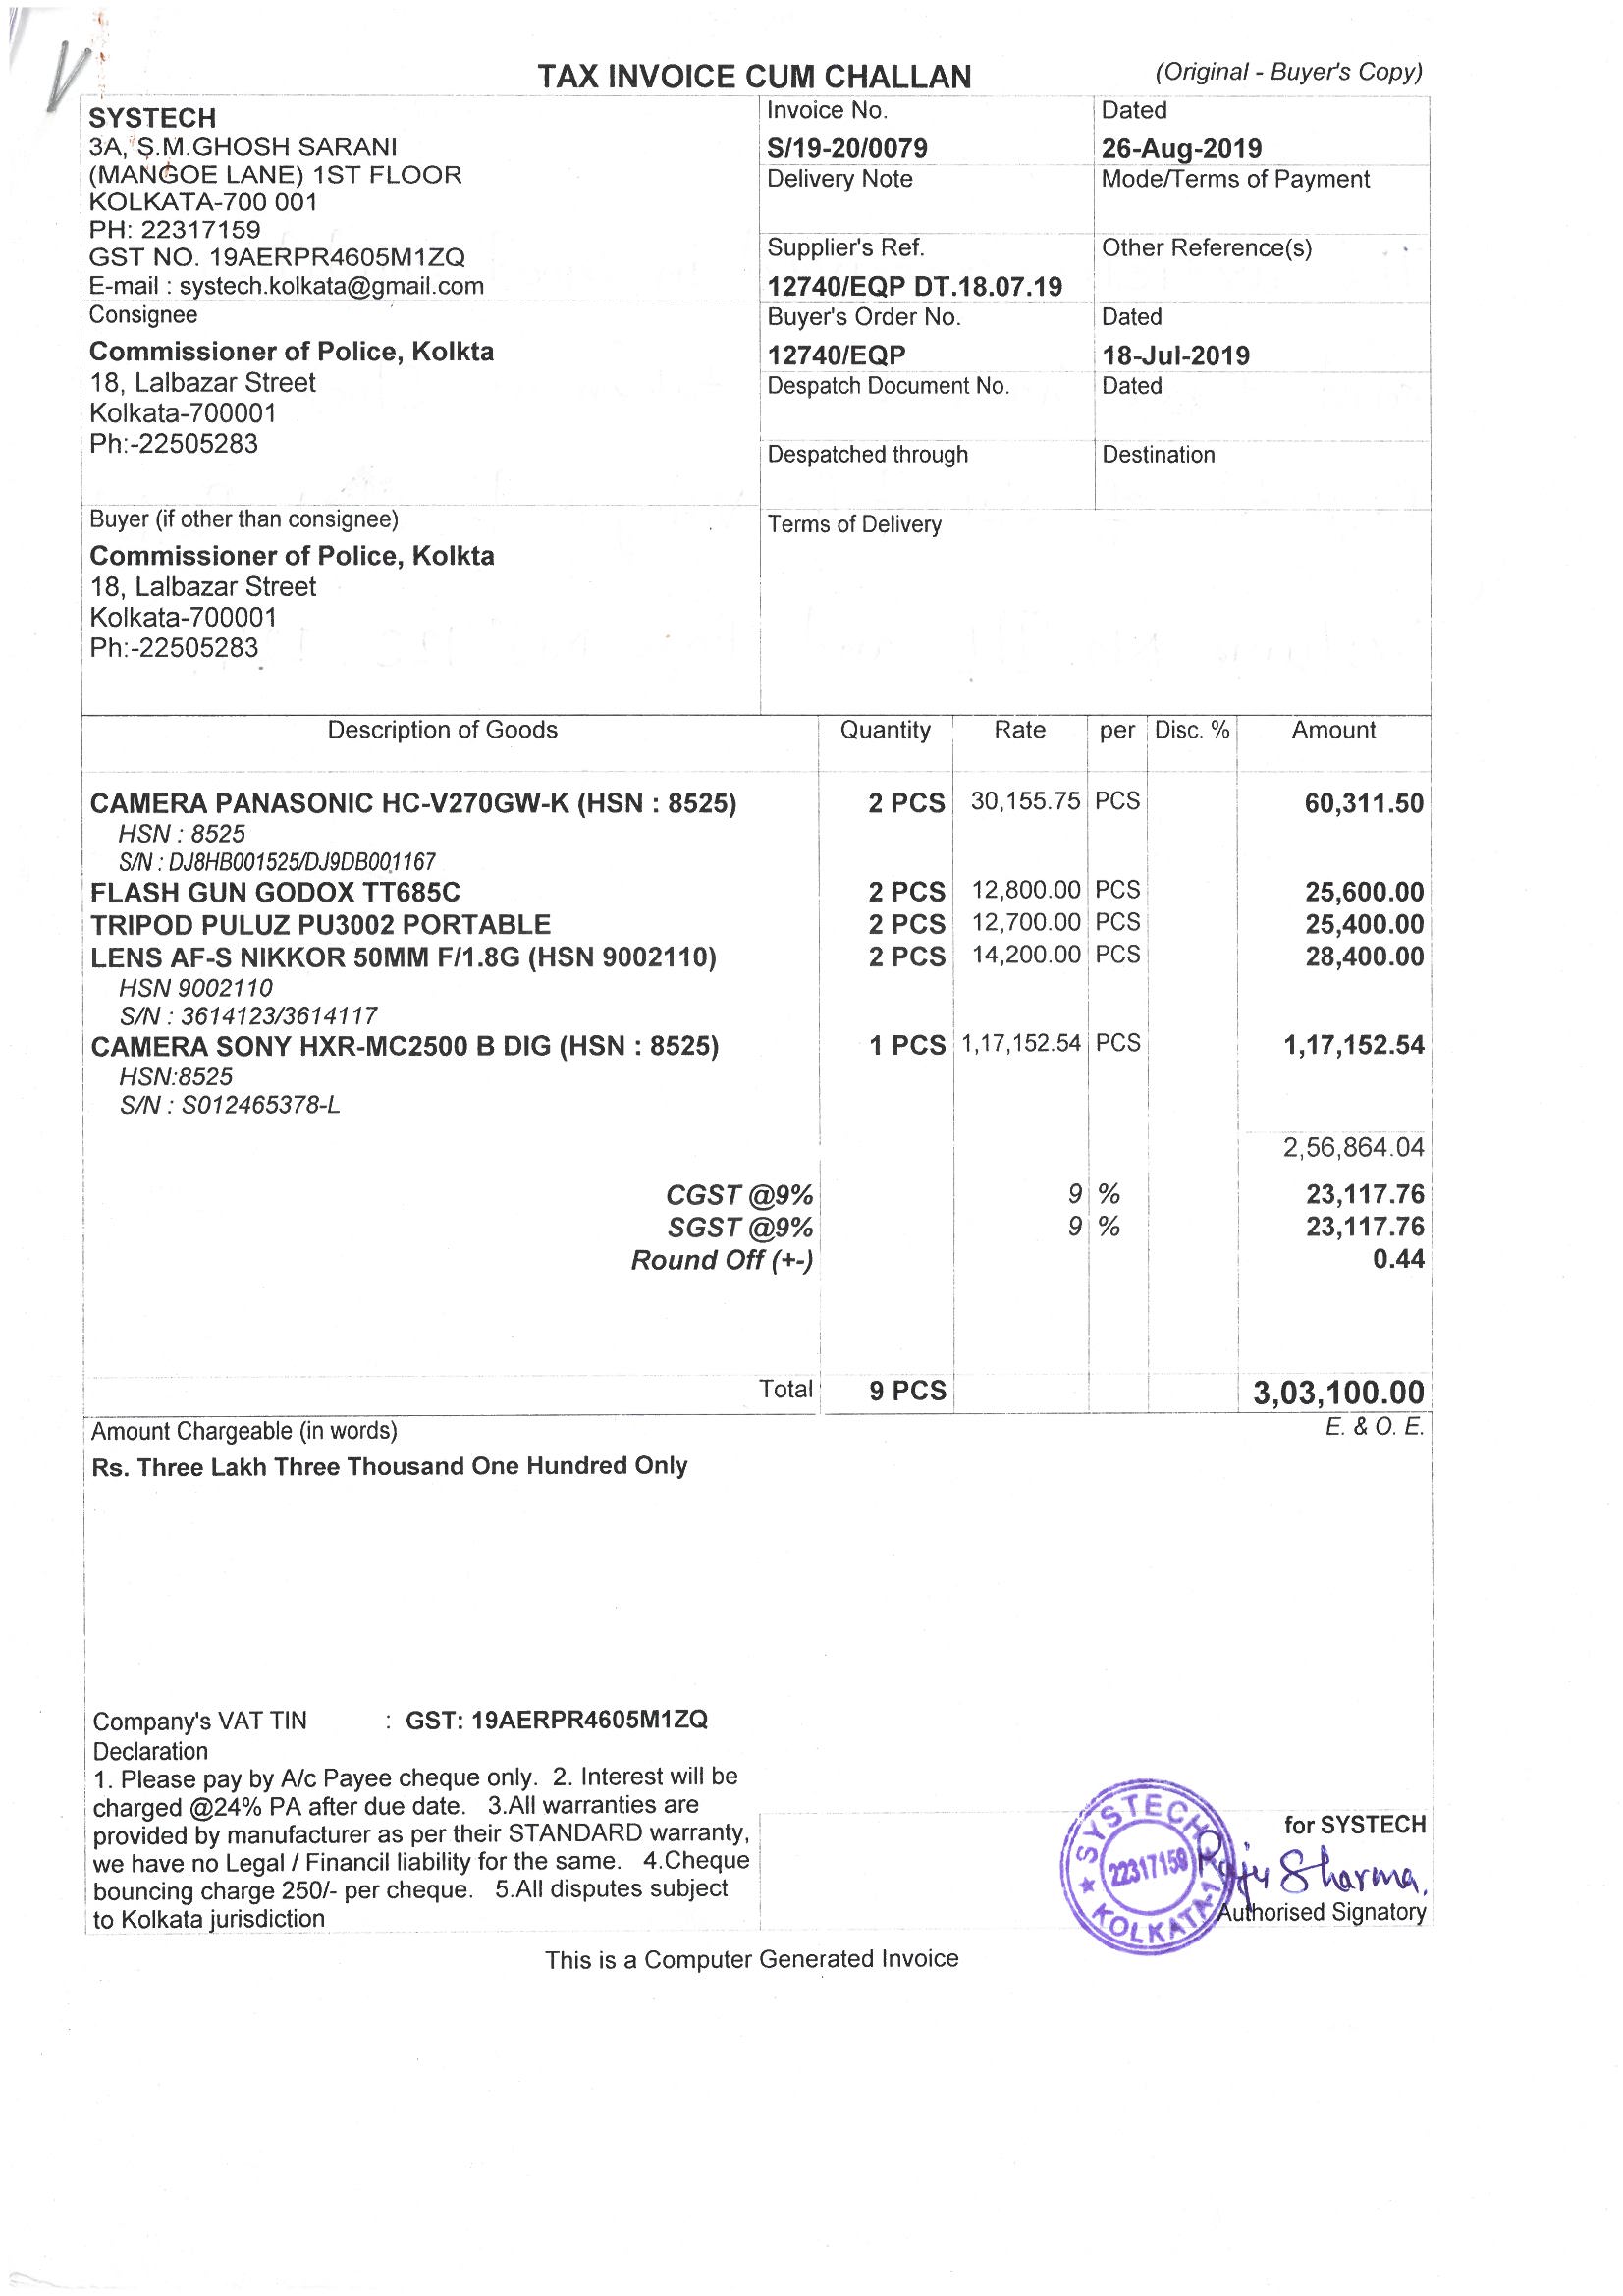 TAX INVOICE CUM CHALLAN
(Original - Buyer's Copy)
SYSTECH
3A, S.M.GHOSH SARANI
(MANGOE LANE) 1ST FLOOR
KOLKATA-700 001
PH: 22317159
GST NO. 19AERPR4605M1ZQ
E-mail : systech.kolkata@gmail.com
Invoice No.
S/19-20/0079
Dated
26-Aug-2019
Delivery Note
Mode/Terms of Payment
Supplier's Ref.
12740/EQP DT.18.07.19
Other Reference(s)
Consignee
Commissioner of Police, Kolkta
18, Lalbazar Street
Kolkata-700001
Ph:-22505283
Buyer's Order No.
12740/EQP
Dated
18-Jul-2019
Despatch Document No.
Dated
Despatched through
Destination
Buyer (if other than consignee)
Commissioner of Police, Kolkta
18, Lalbazar Street
Kolkata-700001
Ph:-22505283
Terms of Delivery
Description of Goods Quantity Rate per Disc. % Amount
CAMERA PANASONIC HC-V270GW-K (HSN : 8525) 2 PCS 30,155.75 PCS 60,311.50
HSN : 8525
S/N : DJ8HB001525/DJ9DB001167
FLASH GUN GODOX TT685C 2 PCS 12,800.00 PCS 25,600.00
TRIPOD PULUZ PU3002 PORTABLE 2 PCS 12,700.00 PCS 25,400.00
LENS AF-S NIKKOR 50MM F/1.8G (HSN 9002110) 2 PCS 14,200.00 PCS 28,400.00
HSN 9002110
S/N : 3614123/3614117
CAMERA SONY HXR-MC2500 B DIG (HSN : 8525) 1 PCS 1,17,152.54 PCS 1,17,152.54
HSN:8525
S/N : S012465378-L
2,56,864.04
CGST @9% 9 % 23,117.76
SGST @9% 9 % 23,117.76
Round Off (+-) 0.44
Total 9 PCS 3,03,100.00
Amount Chargeable (in words) E. & O. E.
Rs. Three Lakh Three Thousand One Hundred Only
Company's VAT TIN : GST: 19AERPR4605M1ZQ
Declaration
1. Please pay by A/c Payee cheque only. 2. Interest will be
charged @24% PA after due date. 3.All warranties are
provided by manufacturer as per their STANDARD warranty,
we have no Legal / Financil liability for the same. 4.Cheque
bouncing charge 250/- per cheque. 5.All disputes subject
to Kolkata jurisdiction
for SYSTECH
SYSTECH
22317159
KOLKATA-1
Raju Sharma.
Authorised Signatory
This is a Computer Generated Invoice